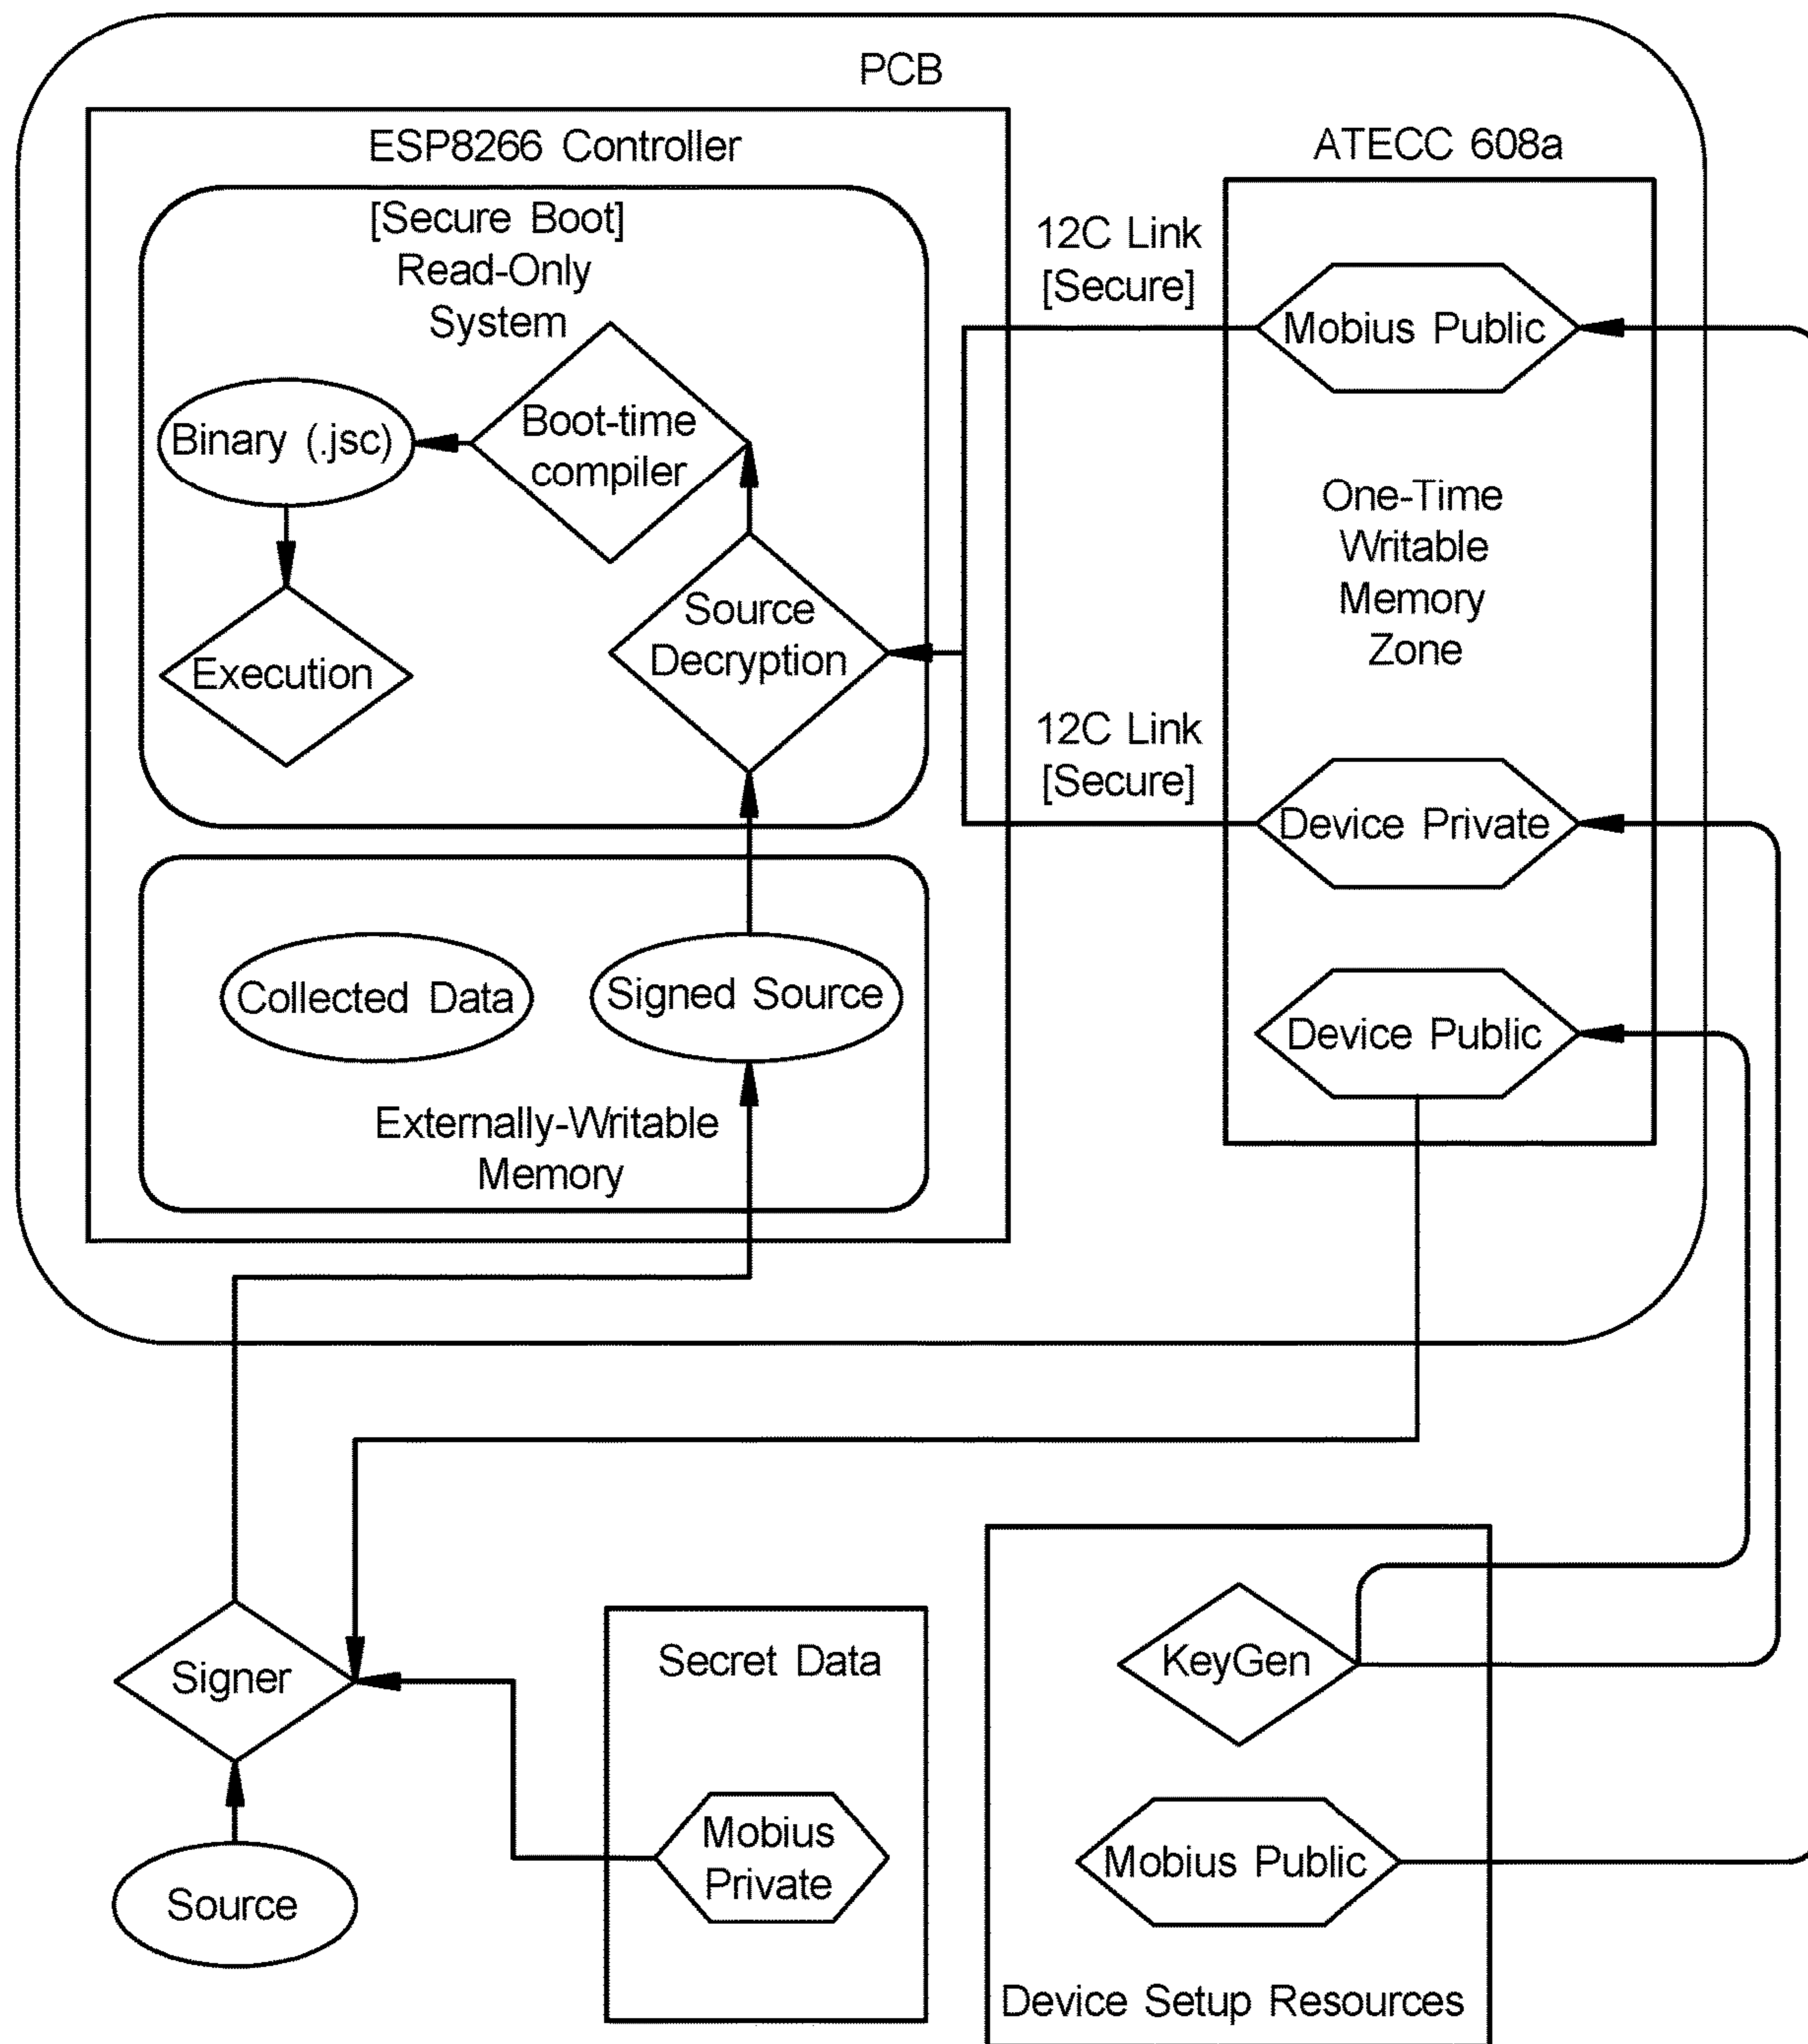 PCB
ESP8266 Controller
ATECC 608a
[Secure Boot]
Read-Only
System
12C Link
[Secure]
Mobius Public
Boot-time
compiler
Binary (.jsc)
One-Time
Writable
Memory
Zone
Source
Decryption
Execution
12C Link
[Secure]
Device Private
Collected Data
Signed Source
Device Public
Externally-Writable
Memory
Signer
Secret Data
KeyGen
Mobius
Private
Mobius Public
Source
Device Setup Resources